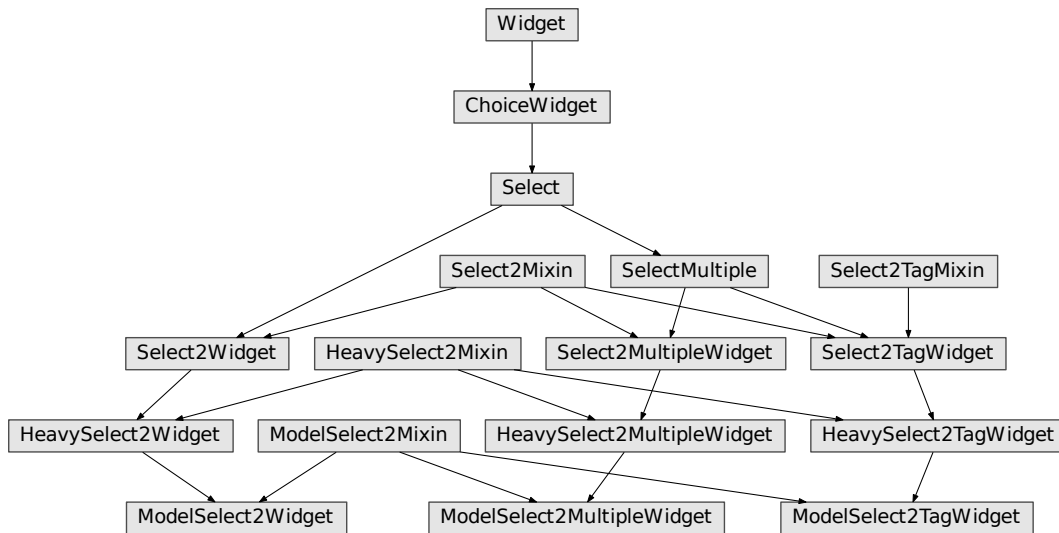 Widget
ChoiceWidget
Select
Select2Mixin
SelectMultiple
Select2TagMixin
Select2Widget
HeavySelect2Mixin
Select2MultipleWidget
Select2TagWidget
HeavySelect2Widget
ModelSelect2Mixin
HeavySelect2MultipleWidget
HeavySelect2TagWidget
ModelSelect2Widget
ModelSelect2MultipleWidget
ModelSelect2TagWidget